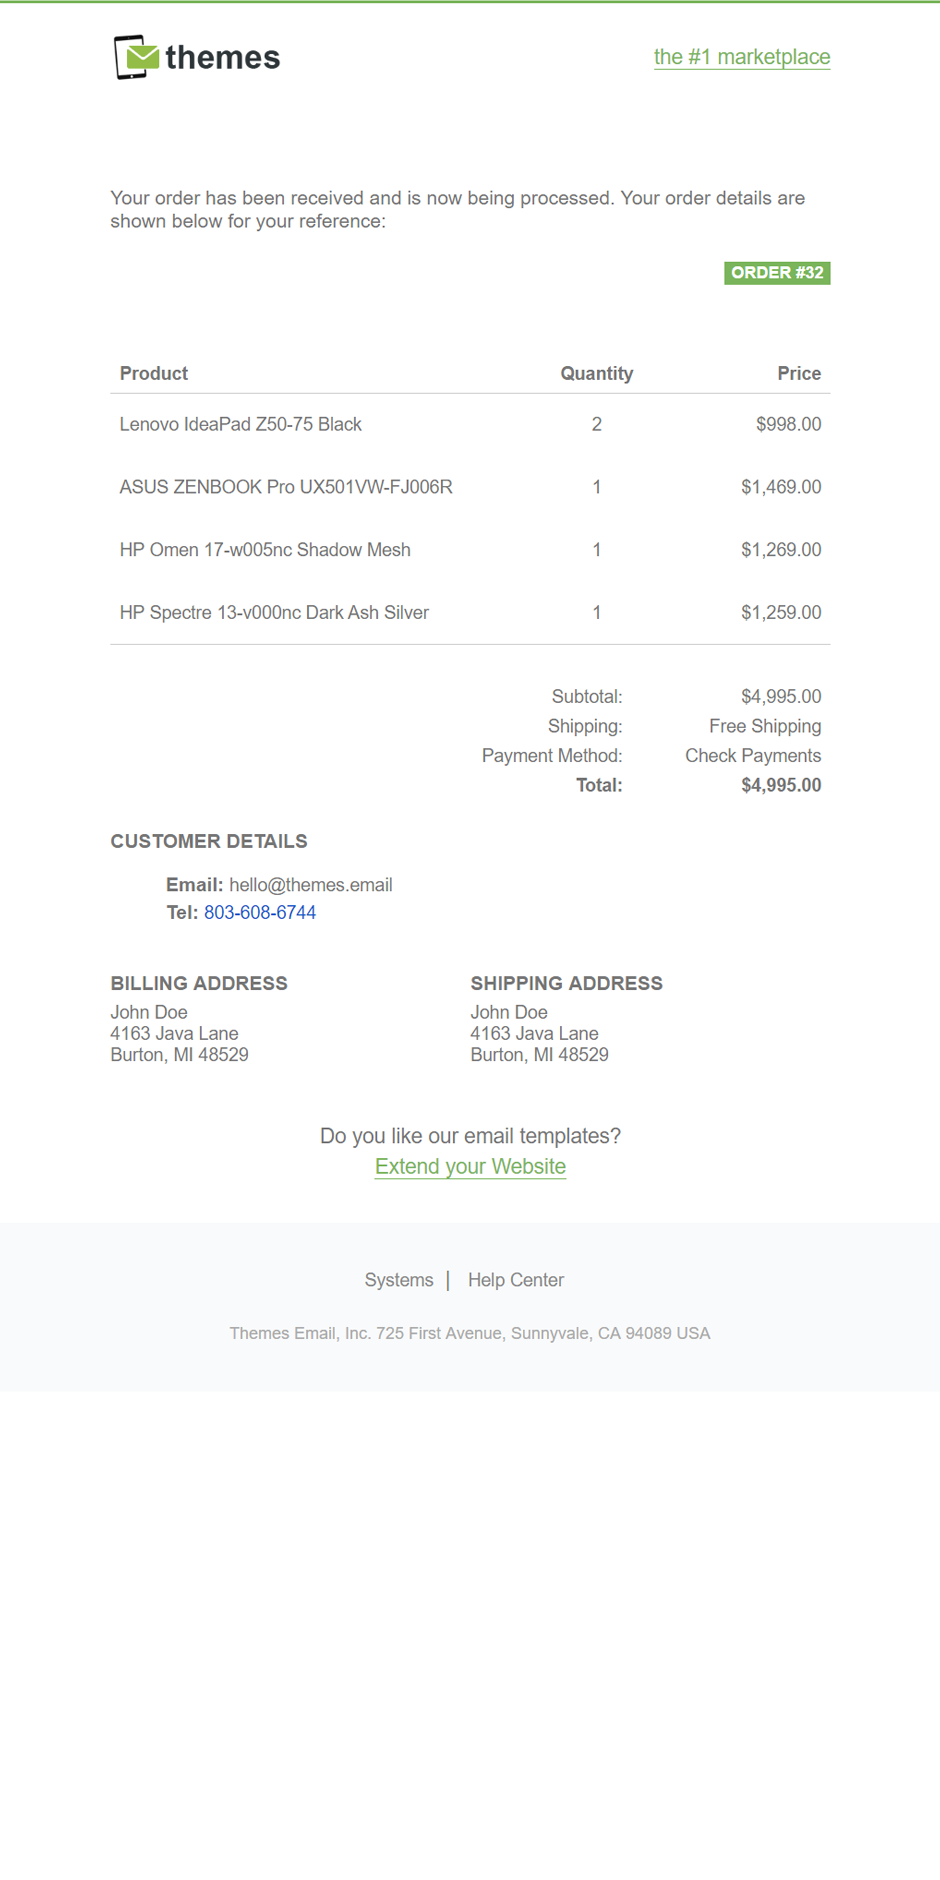 themes
the #1 marketplace
Your order has been received and is now being processed. Your order details are
shown below for your reference:
ORDER #32
Product Quantity Price
Lenovo IdeaPad Z50-75 Black 2 $998.00
ASUS ZENBOOK Pro UX501VW-FJ006R 1 $1,469.00
HP Omen 17-w005nc Shadow Mesh 1 $1,269.00
HP Spectre 13-v000nc Dark Ash Silver 1 $1,259.00
Subtotal: $4,995.00
Shipping: Free Shipping
Payment Method: Check Payments
Total: $4,995.00
CUSTOMER DETAILS
Email: hello@themes.email
Tel: 803-608-6744
BILLING ADDRESS
John Doe
4163 Java Lane
Burton, MI 48529
SHIPPING ADDRESS
John Doe
4163 Java Lane
Burton, MI 48529
Do you like our email templates?
Extend your Website
Systems | Help Center
Themes Email, Inc. 725 First Avenue, Sunnyvale, CA 94089 USA